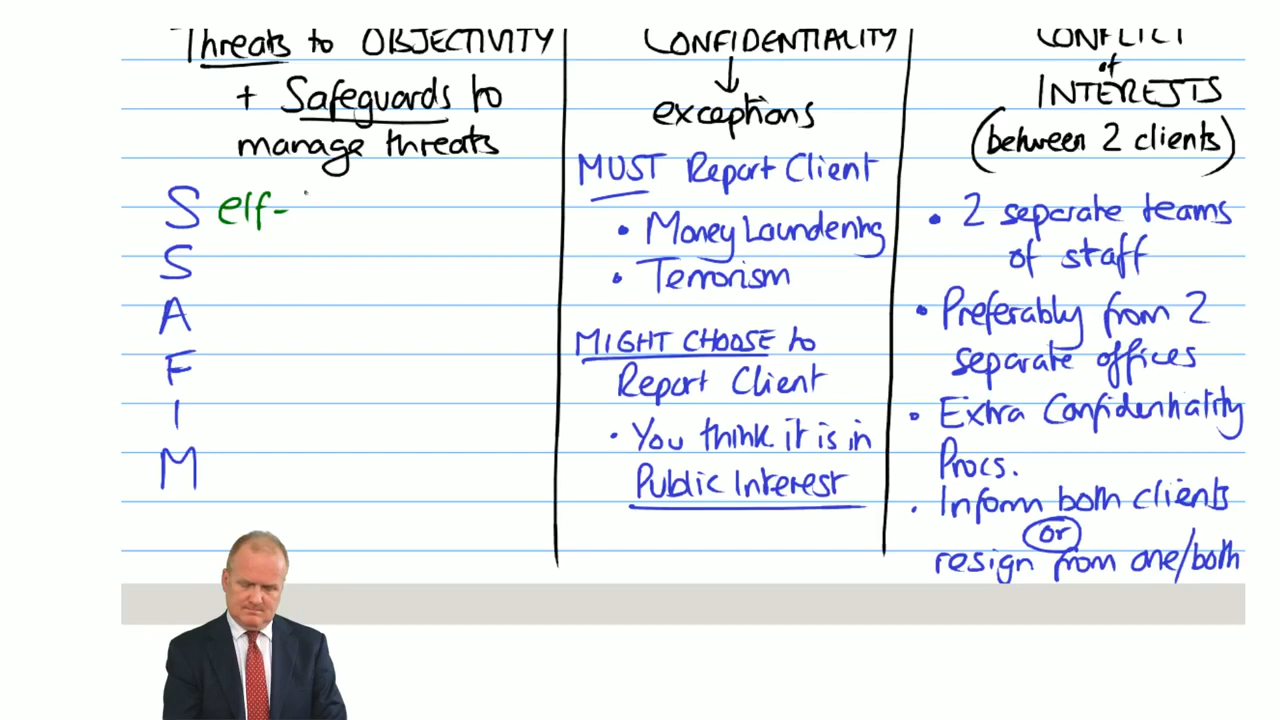 Threats to OBJECTIVITY
+ Safeguards to
manage threats
S elf-
S
A
F
I
M
CONFIDENTIALITY
exceptions
MUST Report Client
• Money Laundering
• Terrorism
MIGHT CHOOSE to
Report Client
• You think it is in
Public Interest
CONFLICT
of
INTERESTS
(between 2 clients)
• 2 separate teams
of staff
• Preferably from 2
separate offices
• Extra Confidentiality
Procs.
• Inform both clients
or
resign from one/both